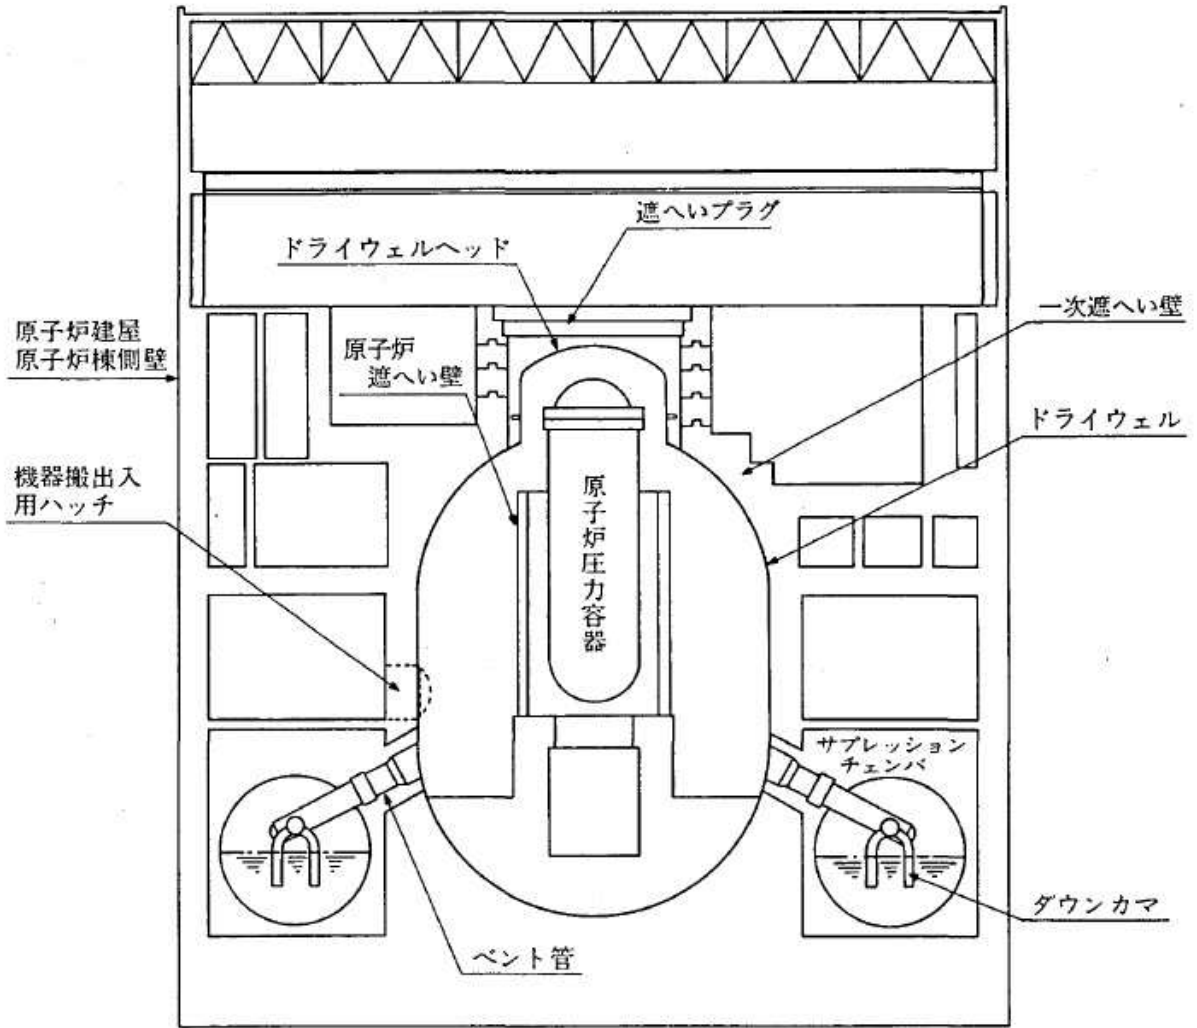 遮へいプラグ
ドライウェルヘッド
原子炉建屋
原子炉棟側壁
原子炉
遮へい壁
一次遮へい壁
ドライウェル
機器搬出入
用ハッチ
原子炉圧力容器
サプレッション
チェンバ
ダウンカマ
ベント管